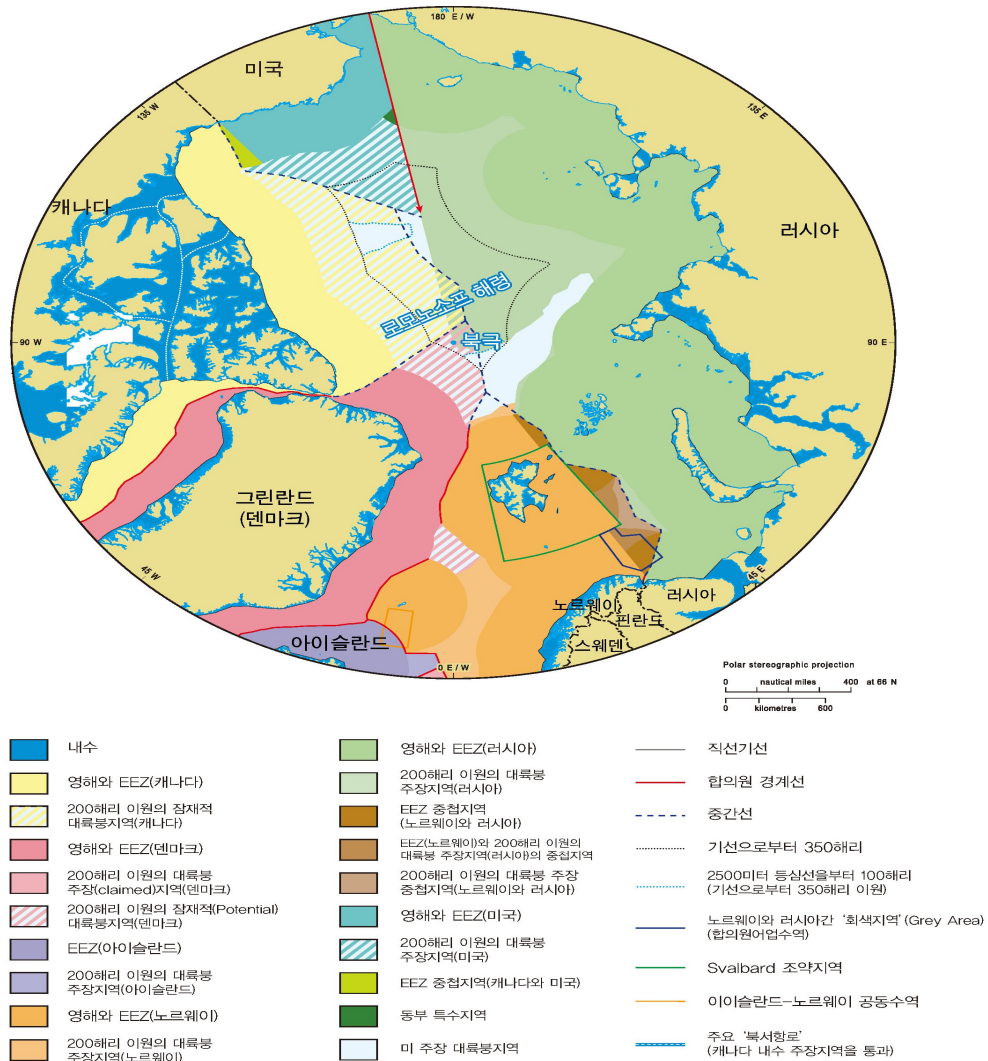 180 E / W
미국
135 W
135 E
캐나다
러시아
로모노소프 해령
북극
90 W
90 E
그린란드
(덴마크)
45 W
45 E
노르웨이
러시아
핀란드
스웨덴
아이슬란드
0 E / W
Polar stereographic projection
0 nautical miles 400 at 66 N
0 kilometres 600
내수
영해와 EEZ(캐나다)
200해리 이원의 잠재적
대륙붕지역(캐나다)
영해와 EEZ(덴마크)
200해리 이원의 대륙붕
주장(claimed)지역(덴마크)
200해리 이원의 잠재적(Potential)
대륙붕지역(덴마크)
EEZ(아이슬란드)
200해리 이원의 대륙붕
주장지역(아이슬란드)
영해와 EEZ(노르웨이)
200해리 이원의 대륙붕
주장지역(노르웨이)
영해와 EEZ(러시아)
200해리 이원의 대륙붕
주장지역(러시아)
EEZ 중첩지역
(노르웨이와 러시아)
EEZ(노르웨이)와 200해리 이원의
대륙붕 주장지역(러시아)의 중첩지역
200해리 이원의 대륙붕 주장
중첩지역(노르웨이와 러시아)
영해와 EEZ(미국)
200해리 이원의 대륙붕
주장지역(미국)
EEZ 중첩지역(캐나다와 미국)
동부 특수지역
미 주장 대륙붕지역
직선기선
합의원 경계선
중간선
기선으로부터 350해리
2500미터 등심선을부터 100해리
(기선으로부터 350해리 이원)
노르웨이와 러시아간 ‘회색지역’(Grey Area)
(합의원어업수역)
Svalbard 조약지역
이이슬란드–노르웨이 공동수역
주요 ‘북서항로’
(캐나다 내수 주장지역을 통과)